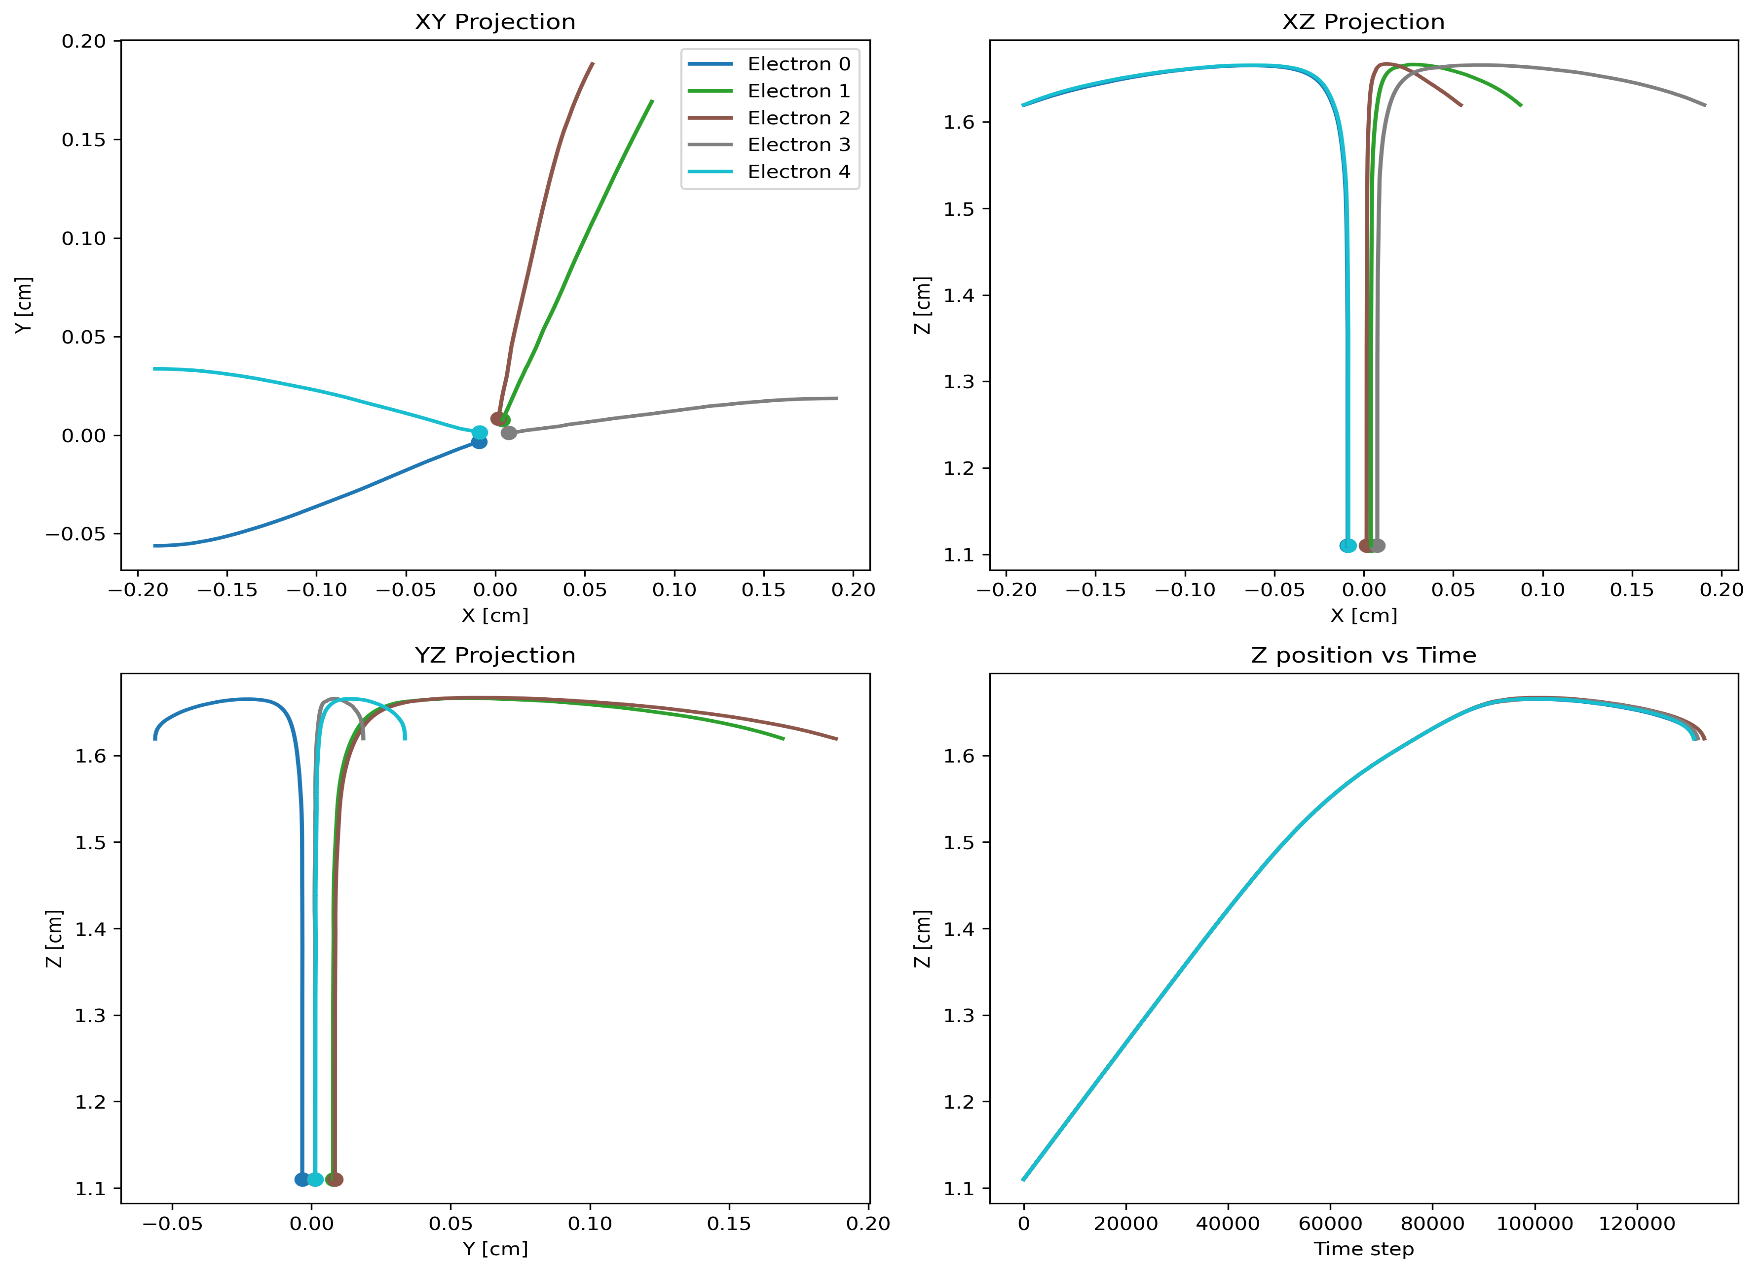 XY Projection
0.20
0.15
0.10
0.05
0.00
−0.05
Y [cm]
−0.20 −0.15 −0.10 −0.05 0.00 0.05 0.10 0.15 0.20
X [cm]
Electron 0
Electron 1
Electron 2
Electron 3
Electron 4
XZ Projection
1.6
1.5
1.4
1.3
1.2
1.1
Z [cm]
−0.20 −0.15 −0.10 −0.05 0.00 0.05 0.10 0.15 0.20
X [cm]
YZ Projection
1.6
1.5
1.4
1.3
1.2
1.1
Z [cm]
−0.05 0.00 0.05 0.10 0.15 0.20
Y [cm]
Z position vs Time
1.6
1.5
1.4
1.3
1.2
1.1
Z [cm]
0 20000 40000 60000 80000 100000 120000
Time step